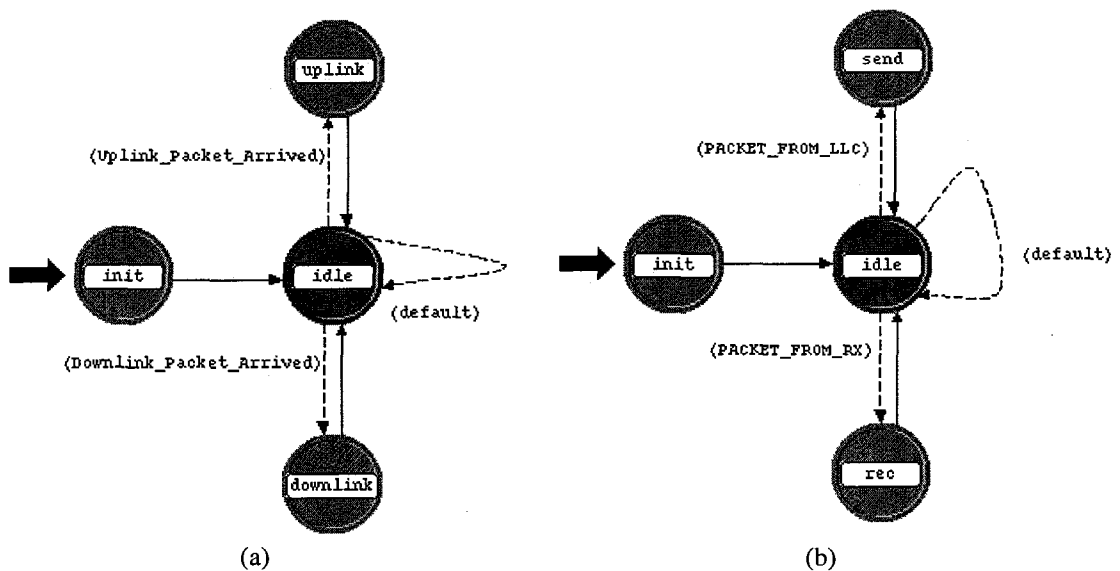 uplink
(Uplink_Packet_Arrived)
init
idle
(default)
(Downlink_Packet_Arrived)
downlink
(a)
send
(PACKET_FROM_LLC)
init
idle
(default)
(PACKET_FROM_RX)
rec
(b)